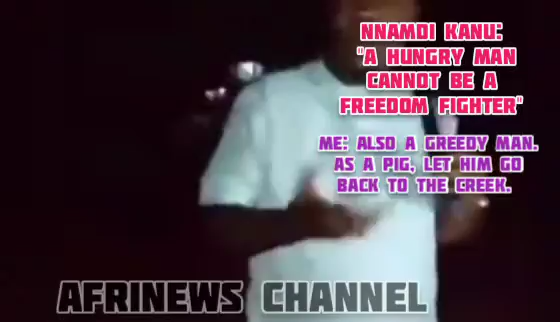 NNAMDI KANU:
"A HUNGRY MAN
CANNOT BE A
FREEDOM FIGHTER"
ME: ALSO A GREEDY MAN.
AS A PIG, LET HIM GO
BACK TO THE CREEK.
AFRINEWS CHANNEL